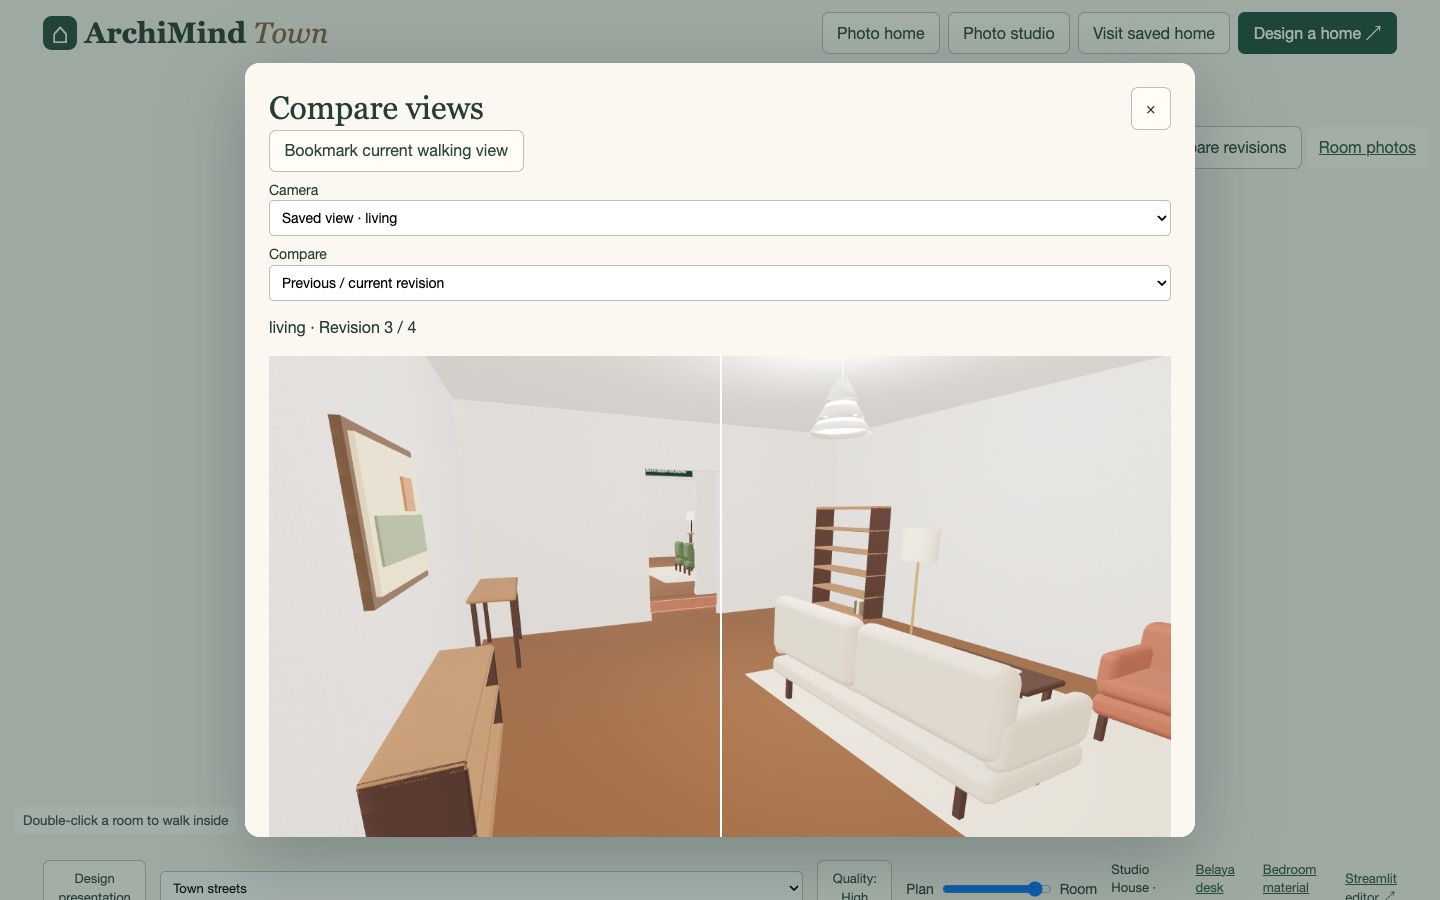 ArchiMind Town
Photo home
Photo studio
Visit saved home
Design a home ↗
Compare views
×
Bookmark current walking view
Room photos
Camera
Saved view · living
Compare
Previous / current revision
living · Revision 3 / 4
Double-click a room to walk inside
Design
presentation
Town streets
Quality:
High
Plan
Room
Studio
House ·
Belaya
desk
Bedroom
material
Streamlit
editor ↗